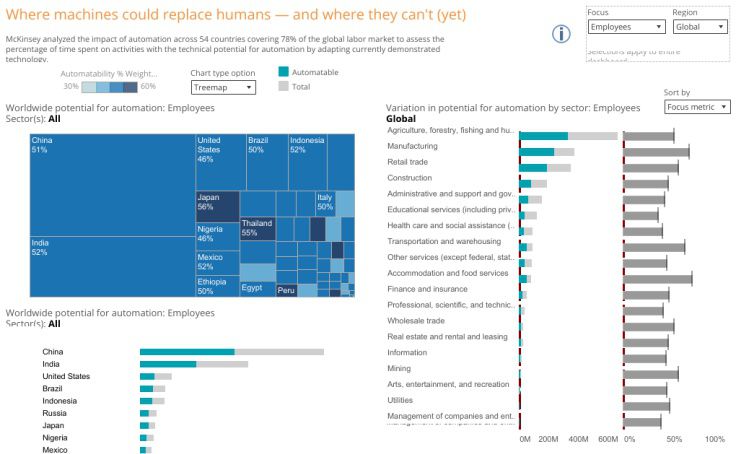 Where machines could replace humans — and where they can't (yet)
McKinsey analyzed the impact of automation across 54 countries covering 78% of the global labor market to assess the
percentage of time spent on activities with the technical potential for automation by adapting currently demonstrated
technology.
Focus
Region
Employees
Global
Selections apply to entire
dashboard
Automatability % Weight...
30%
60%
Chart type option
Treemap
Automatable
Total
Sort by
Focus metric
Worldwide potential for automation: Employees
Sector(s): All
China
51%
India
52%
United
States
46%
Brazil
50%
Indonesia
52%
Japan
56%
Italy
50%
Nigeria
46%
Thailand
55%
Mexico
52%
Ethiopia
50%
Egypt
Peru
Worldwide potential for automation: Employees
Sector(s): All
China
India
United States
Brazil
Indonesia
Russia
Japan
Nigeria
Mexico
Variation in potential for automation by sector: Employees
Global
Agriculture, forestry, fishing and hu..
Manufacturing
Retail trade
Construction
Administrative and support and gov..
Educational services (including priv..
Health care and social assistance (..
Transportation and warehousing
Other services (except federal, stat..
Accommodation and food services
Finance and insurance
Professional, scientific, and technic..
Wholesale trade
Real estate and rental and leasing
Information
Mining
Arts, entertainment, and recreation
Utilities
Management of companies and ent..
0M 200M 400M 600M 0% 50% 100%